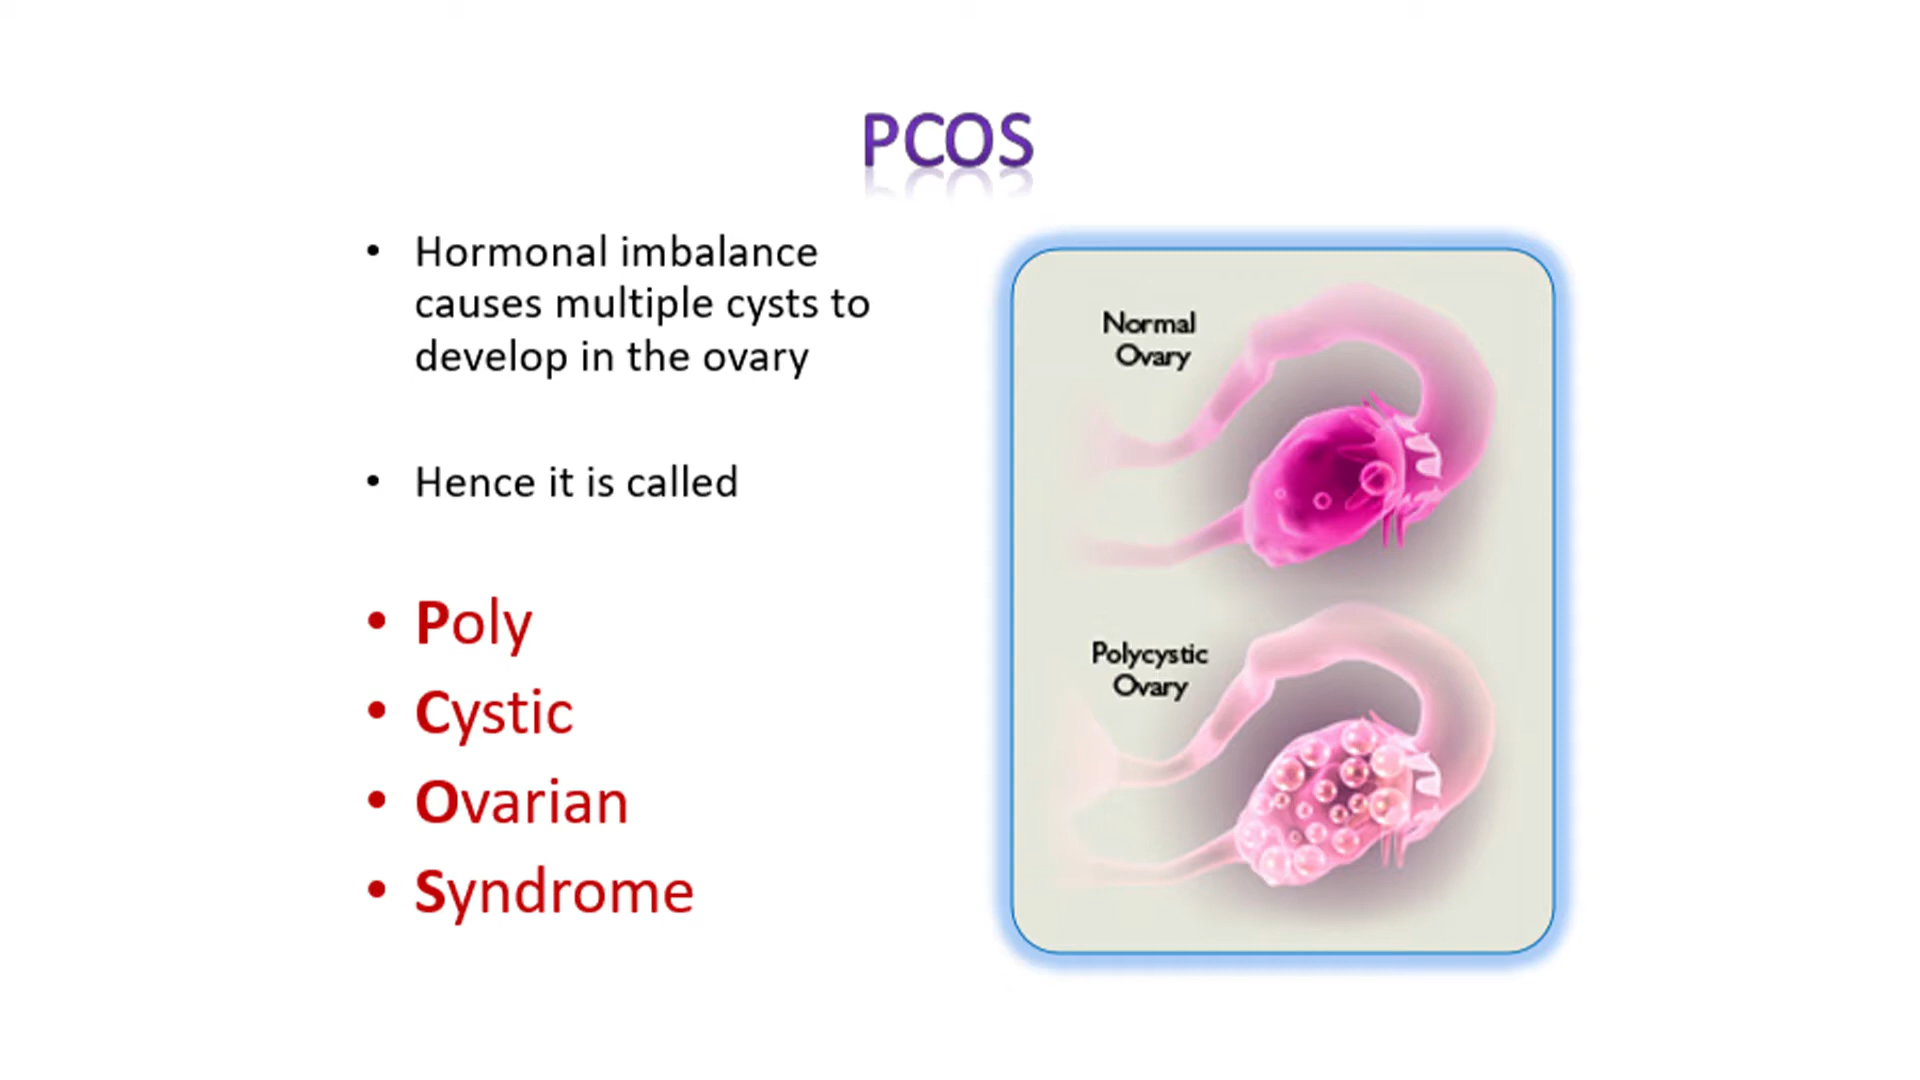 PCOS
• Hormonal imbalance
causes multiple cysts to
develop in the ovary
• Hence it is called
• Poly
• Cystic
• Ovarian
• Syndrome
Normal
Ovary
Polycystic
Ovary